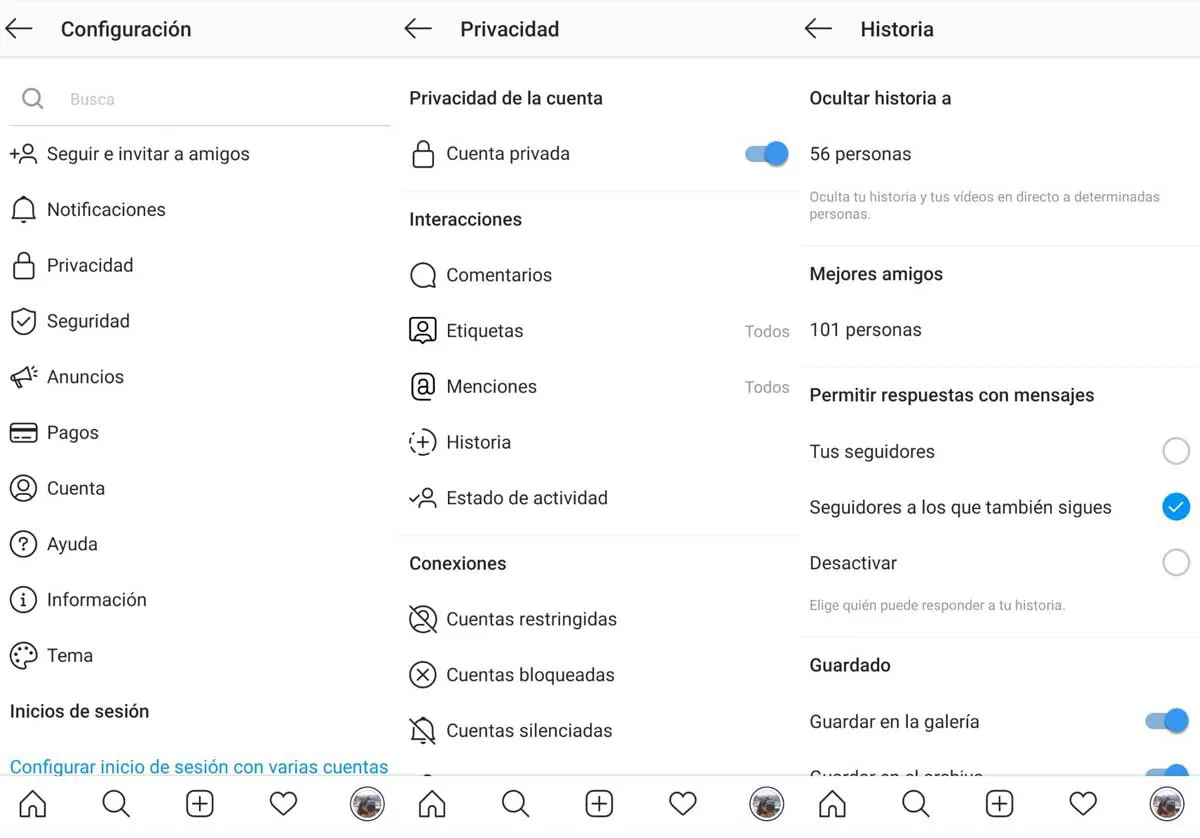 Configuración
Busca
Seguir e invitar a amigos
Notificaciones
Privacidad
Seguridad
Anuncios
Pagos
Cuenta
Ayuda
Información
Tema
Inicios de sesión
Configurar inicio de sesión con varias cuentas
Privacidad
Privacidad de la cuenta
Cuenta privada
Interacciones
Comentarios
Etiquetas Todos
Menciones Todos
Historia
Estado de actividad
Conexiones
Cuentas restringidas
Cuentas bloqueadas
Cuentas silenciadas
Historia
Ocultar historia a
56 personas
Oculta tu historia y tus vídeos en directo a determinadas
personas.
Mejores amigos
101 personas
Permitir respuestas con mensajes
Tus seguidores
Seguidores a los que también sigues
Desactivar
Elige quién puede responder a tu historia.
Guardado
Guardar en la galería
Guardar en el archivo